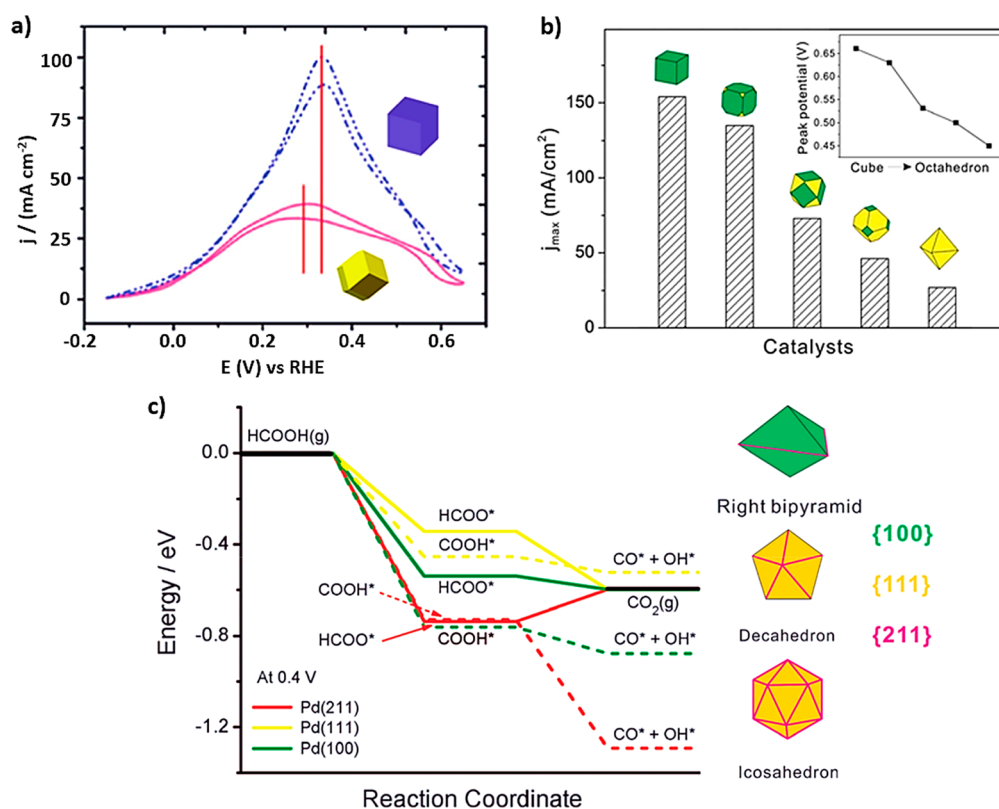 a)
100
75
50
25
0
j / (mA cm-2)
-0.2
0.0
0.2
0.4
0.6
E (V) vs RHE
b)
150
100
50
0
jmax (mA/cm2)
Catalysts
0.65
0.60
0.55
0.50
0.45
Peak potential (V)
Cube Octahedron
c)
0.0
-0.4
-0.8
-1.2
Energy / eV
HCOOH(g)
HCOO*
COOH*
CO* + OH*
HCOO*
CO2(g)
COOH*
HCOO*
COOH*
CO* + OH*
At 0.4 V
Pd(211)
Pd(111)
Pd(100)
CO* + OH*
Reaction Coordinate
Right bipyramid
{100}
{111}
Decahedron
{211}
Icosahedron